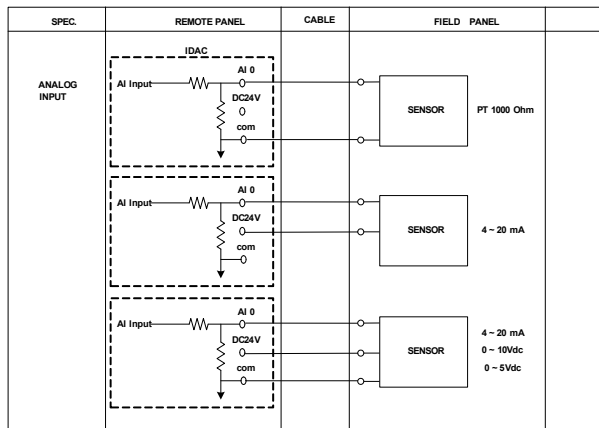 SPEC.
REMOTE PANEL
CABLE
FIELD PANEL
IDAC
ANALOG
INPUT
AI Input
AI 0
DC24V
com
SENSOR
PT 1000 Ohm
AI Input
AI 0
DC24V
com
SENSOR
4 ~ 20 mA
AI Input
AI 0
DC24V
com
SENSOR
4 ~ 20 mA
0 ~ 10Vdc
0 ~ 5Vdc